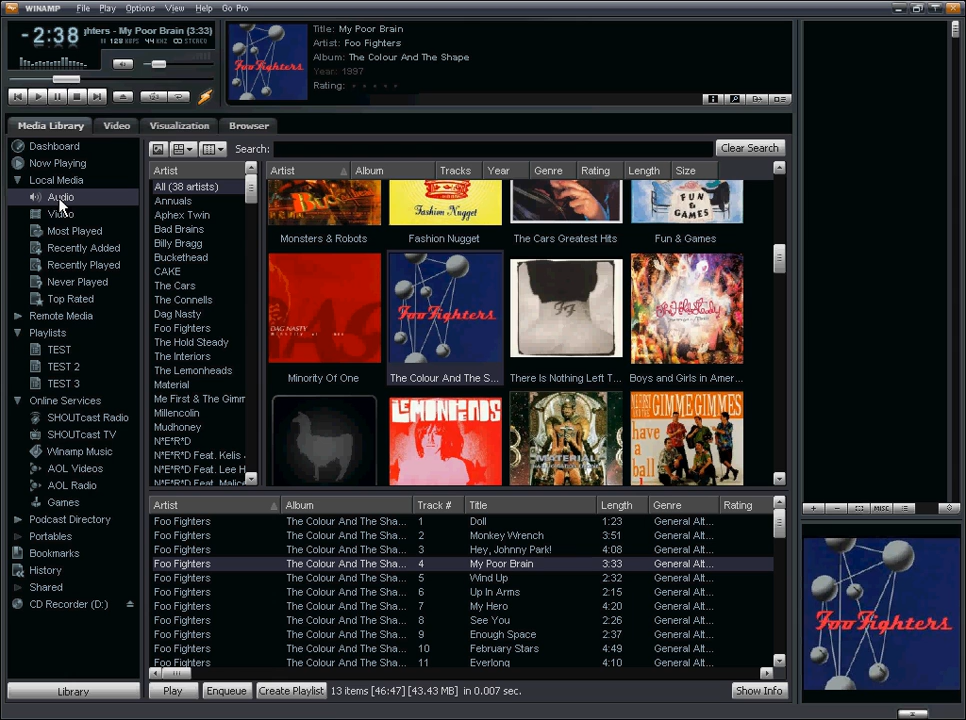 WINAMP File Play Options View Help Go Pro
-2:38
ghters - My Poor Brain (3:33)
128 KBPS 44 KHZ STEREO
Title: My Poor Brain
Artist: Foo Fighters
Album: The Colour And The Shape
Year: 1997
Rating:
FOO FIGHTERS
Media Library Video Visualization Browser
Dashboard
Now Playing
Local Media
Audio
Video
Most Played
Recently Added
Recently Played
Never Played
Top Rated
Remote Media
Playlists
TEST
TEST 2
TEST 3
Online Services
SHOUTcast Radio
SHOUTcast TV
Winamp Music
AOL Videos
AOL Radio
Games
Podcast Directory
Portables
Bookmarks
History
Shared
CD Recorder (D:)
Library
Search:
Clear Search
Artist
All (38 artists)
Annuals
Aphex Twin
Bad Brains
Billy Bragg
Buckethead
CAKE
The Cars
The Connells
Dag Nasty
Foo Fighters
The Hold Steady
The Interiors
The Lemonheads
Material
Me First & The Gimm
Millencolin
Mudhoney
N*E*R*D
N*E*R*D Feat. Kelis
N*E*R*D Feat. Lee H
N*E*R*D Feat. Malice
Artist Album Tracks Year Genre Rating Length Size
Fashion Nugget
FUN & GAMES
Monsters & Robots Fashion Nugget The Cars Greatest Hits Fun & Games
DAG NASTY
FOO FIGHTERS
Minority Of One The Colour And The S... There Is Nothing Left T... Boys and Girls in Amer...
LEMONHEADS
MATERIAL
GIMMEGIMMES
have
a
ball
Artist Album Track # Title Length Genre Rating
Foo Fighters The Colour And The Sha... 1 Doll 1:23 General Alt...
Foo Fighters The Colour And The Sha... 2 Monkey Wrench 3:51 General Alt...
Foo Fighters The Colour And The Sha... 3 Hey, Johnny Park! 4:08 General Alt...
Foo Fighters The Colour And The Sha... 4 My Poor Brain 3:33 General Alt...
Foo Fighters The Colour And The Sha... 5 Wind Up 2:32 General Alt...
Foo Fighters The Colour And The Sha... 6 Up In Arms 2:15 General Alt...
Foo Fighters The Colour And The Sha... 7 My Hero 4:20 General Alt...
Foo Fighters The Colour And The Sha... 8 See You 2:26 General Alt...
Foo Fighters The Colour And The Sha... 9 Enough Space 2:37 General Alt...
Foo Fighters The Colour And The Sha... 10 February Stars 4:49 General Alt...
Foo Fighters The Colour And The Sha... 11 Everlong 4:10 General Alt...
Play Enqueue Create Playlist 13 items [46:47] [43.43 MB] in 0.007 sec. Show Info
MISC
FOO FIGHTERS